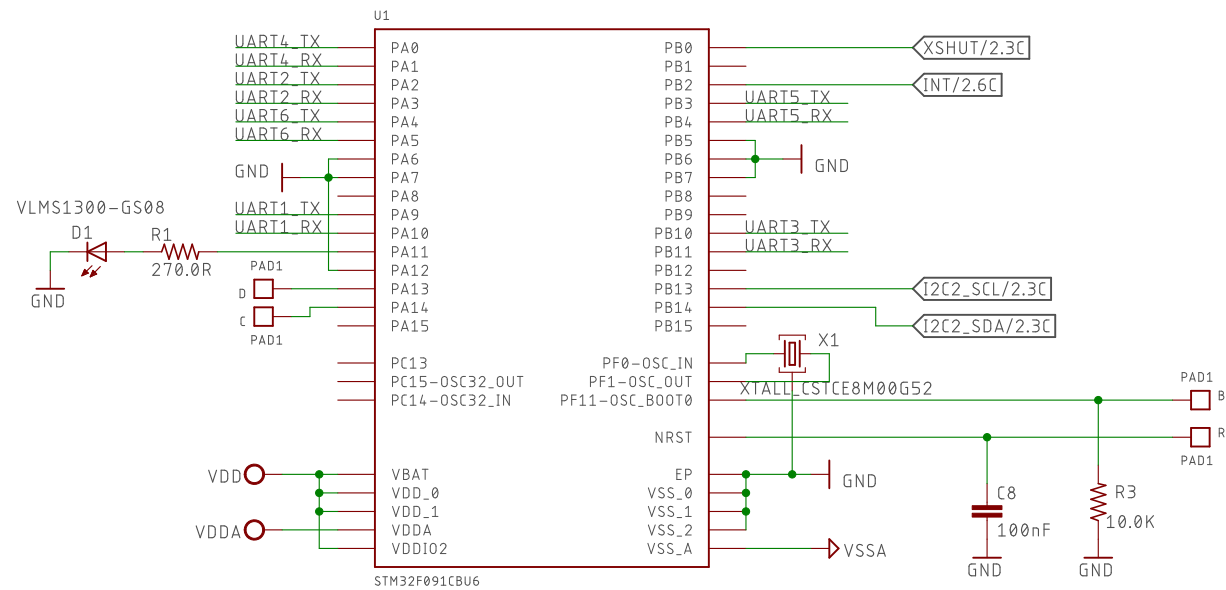 U1
UART4_TX
PA0
PB0
XSHUT/2.3C
UART4_RX
PA1
PB1
UART2_TX
PA2
PB2
INT/2.6C
UART2_RX
PA3
PB3
UART5_TX
UART6_TX
PA4
PB4
UART5_RX
UART6_RX
PA5
PB5
PA6
PB6
GND
GND
PA7
PB7
PA8
PB8
VLMS1300-GS08
UART1_TX
PA9
PB9
D1
R1
UART1_RX
PA10
PB10
UART3_TX
PA11
PB11
UART3_RX
270.0R
PAD1
PA12
PB12
GND
D
PA13
PB13
I2C2_SCL/2.3C
PA14
PB14
C
PAD1
PA15
PB15
I2C2_SDA/2.3C
X1
PC13
PF0-OSC_IN
PC15-OSC32_OUT
PF1-OSC_OUT
XTALL_CSTCE8M00G52
PAD1
PC14-OSC32_IN
PF11-OSC_BOOT0
B
NRST
R
PAD1
VDD
VBAT
EP
GND
VDD_0
VSS_0
C8
R3
VDD_1
VSS_1
VDDA
VDDA
VSS_2
100nF
10.0K
VDDIO2
VSS_A
VSSA
GND
GND
STM32F091CBU6